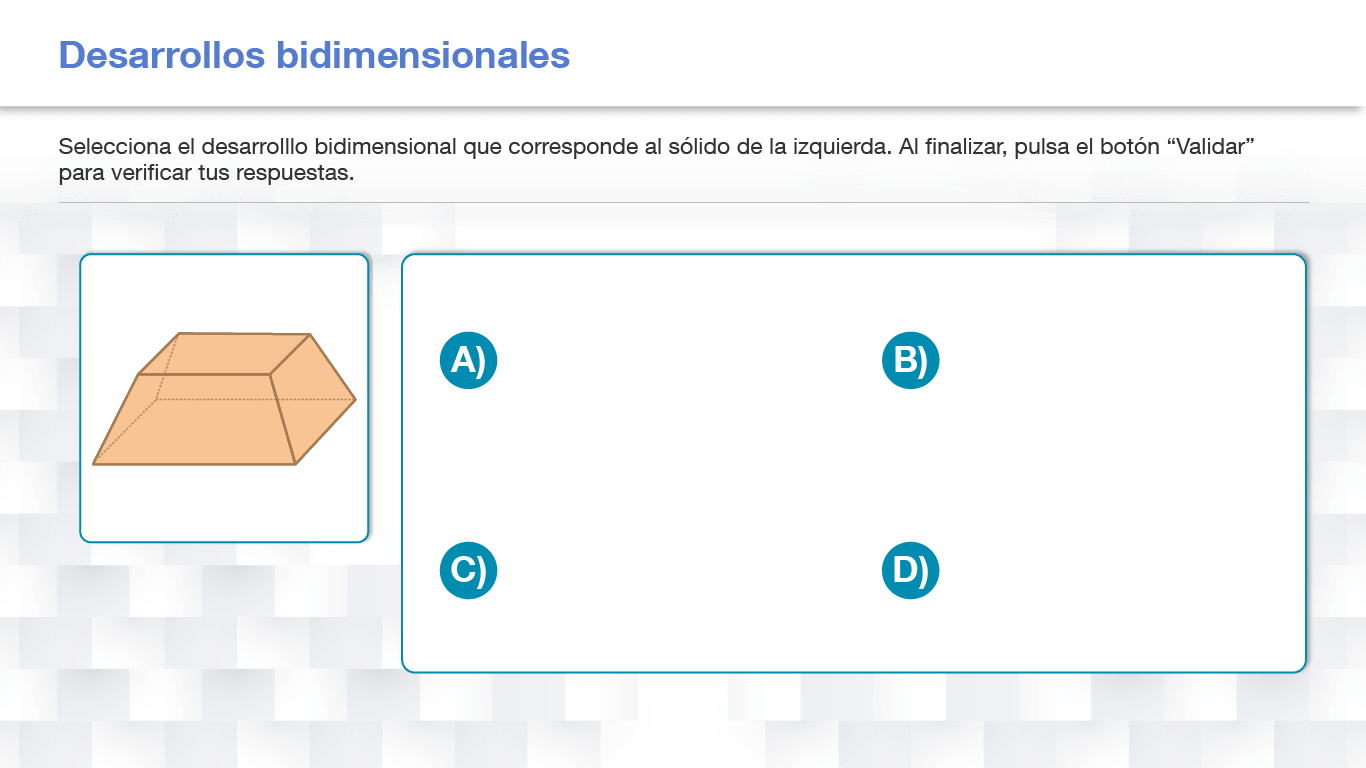 Desarrollos bidimensionales
Selecciona el desarrolllo bidimensional que corresponde al sólido de la izquierda. Al finalizar, pulsa el botón “Validar”
para verificar tus respuestas.
A)
B)
C)
D)